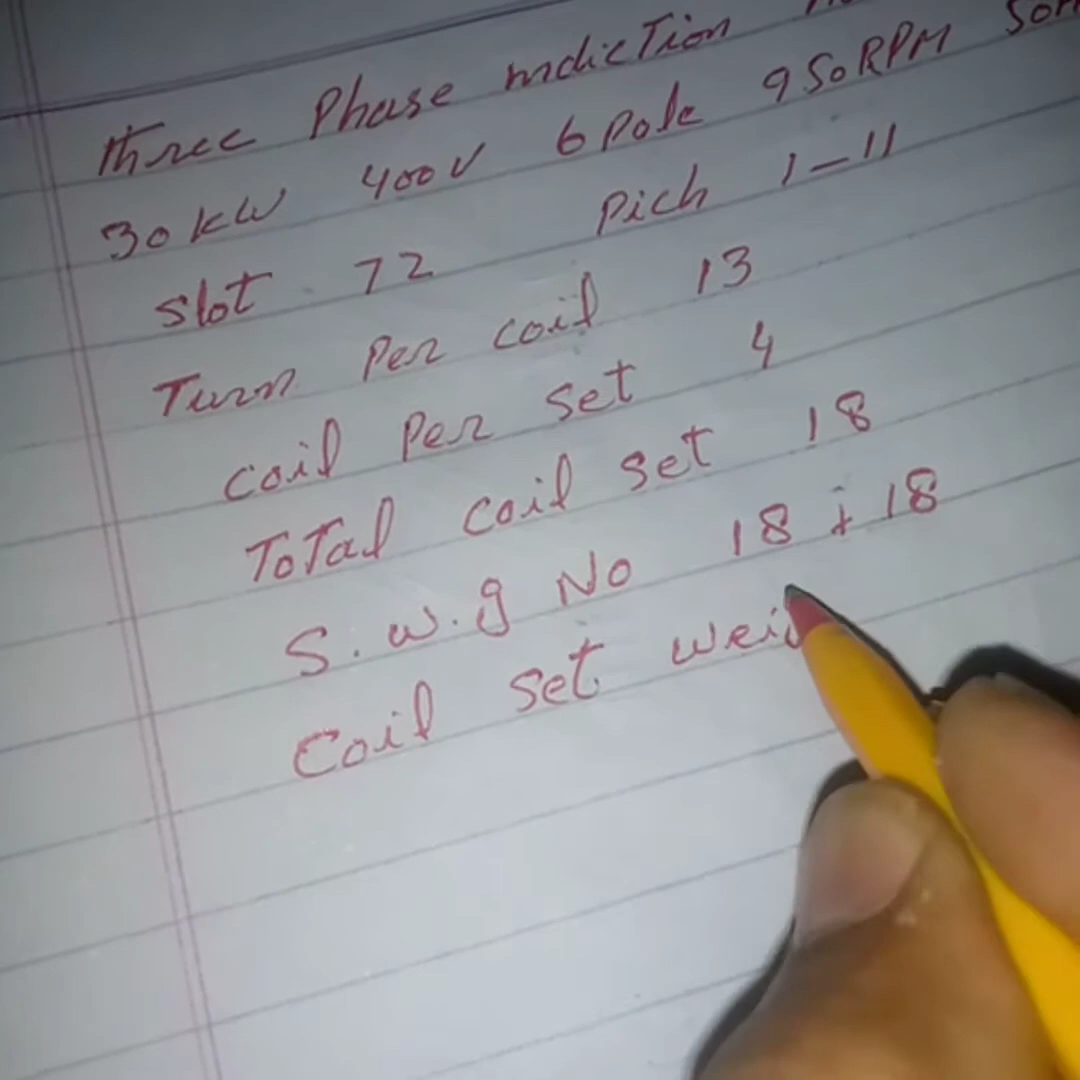 Three Phase indicTion
30 KW 400V 6 Pole 950RPM
Slot 72 Pich 1-11
Turn Per coil 13
coil Per set 4
ToTal coil set 18
S.w.g No 18 + 18
Coil set wei